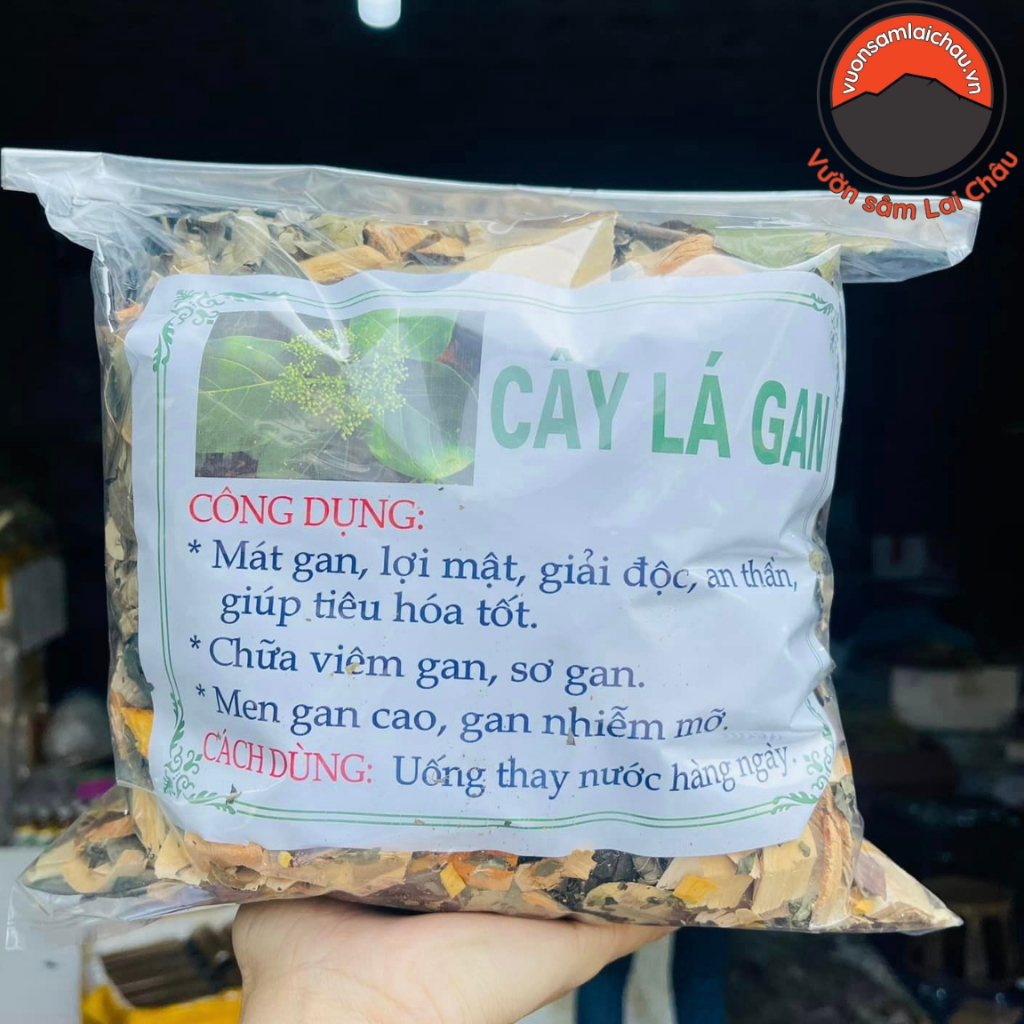 vuonsamlaichau.vn
Vườn sâm Lai Châu
CÂY LÁ GAN
CÔNG DỤNG:
* Mát gan, lợi mật, giải độc, an thần,
giúp tiêu hóa tốt.
* Chữa viêm gan, sơ gan.
* Men gan cao, gan nhiễm mỡ.
CÁCH DÙNG: Uống thay nước hàng ngày.